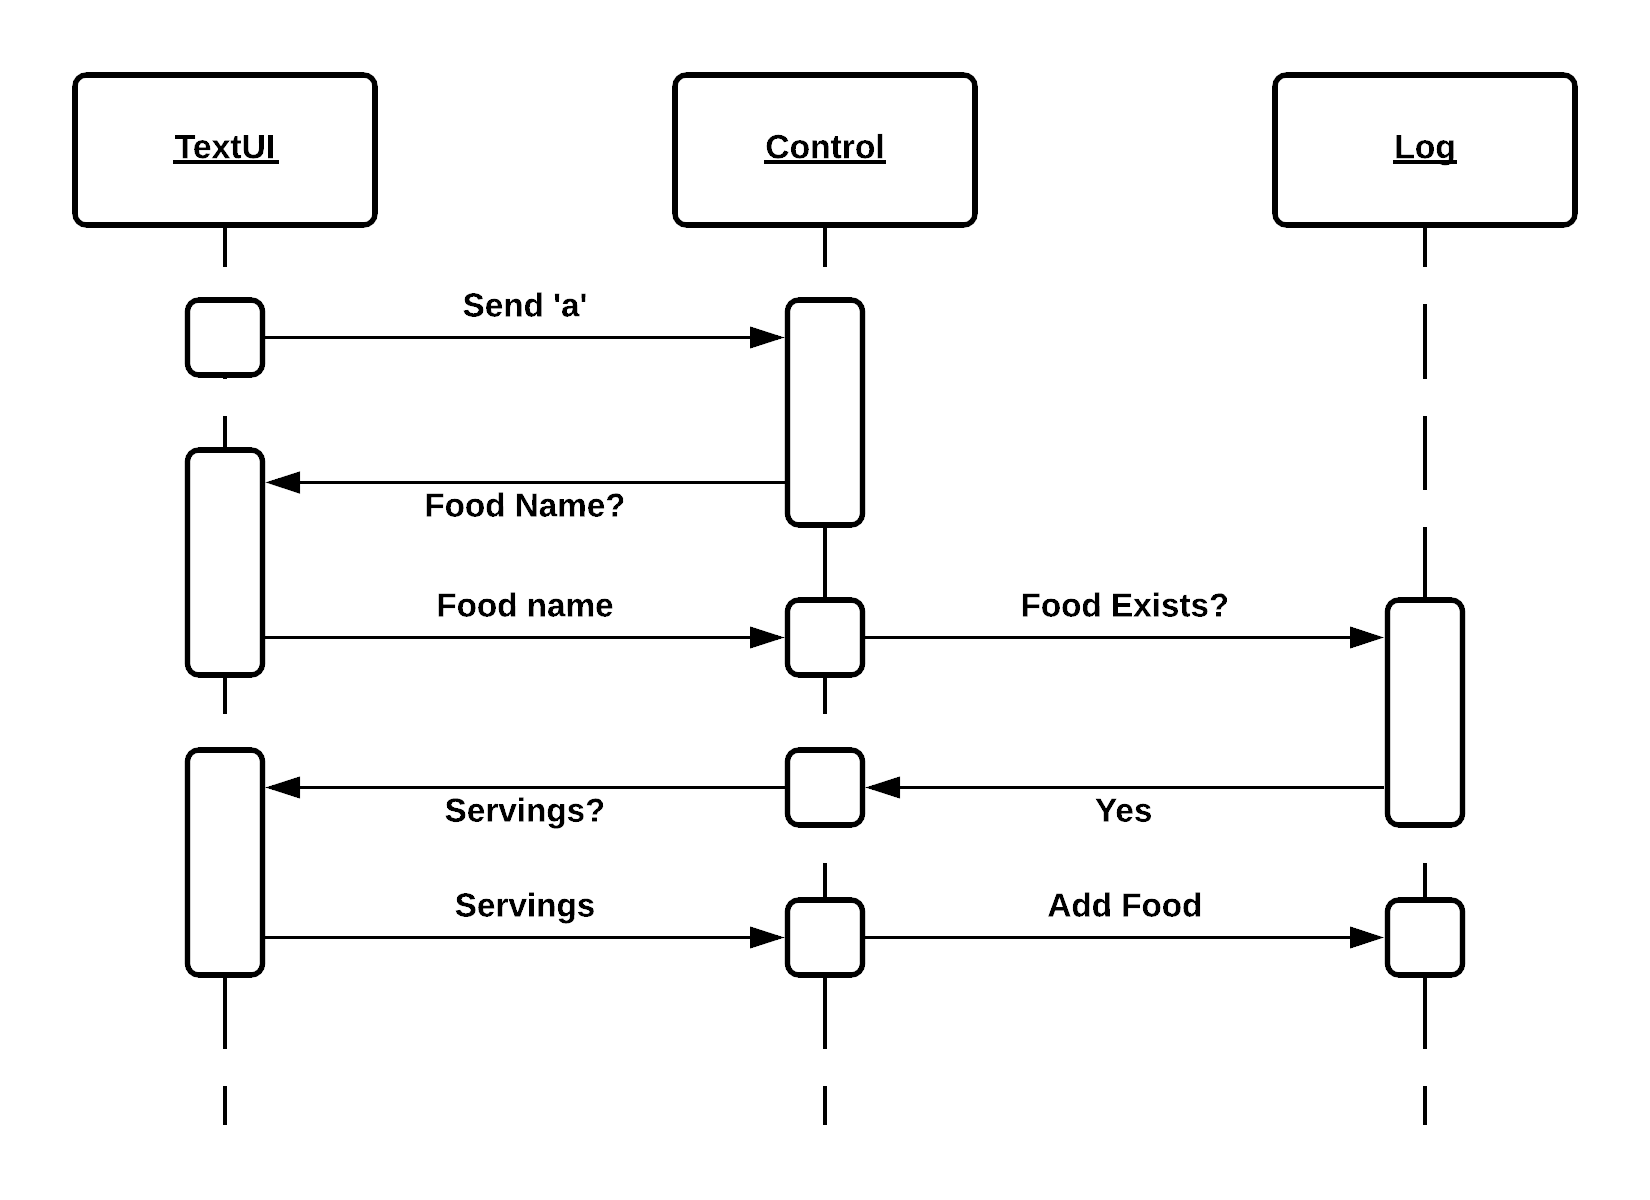 TextUI
Control
Log
Send 'a'
Food Name?
Food name
Food Exists?
Servings?
Yes
Servings
Add Food